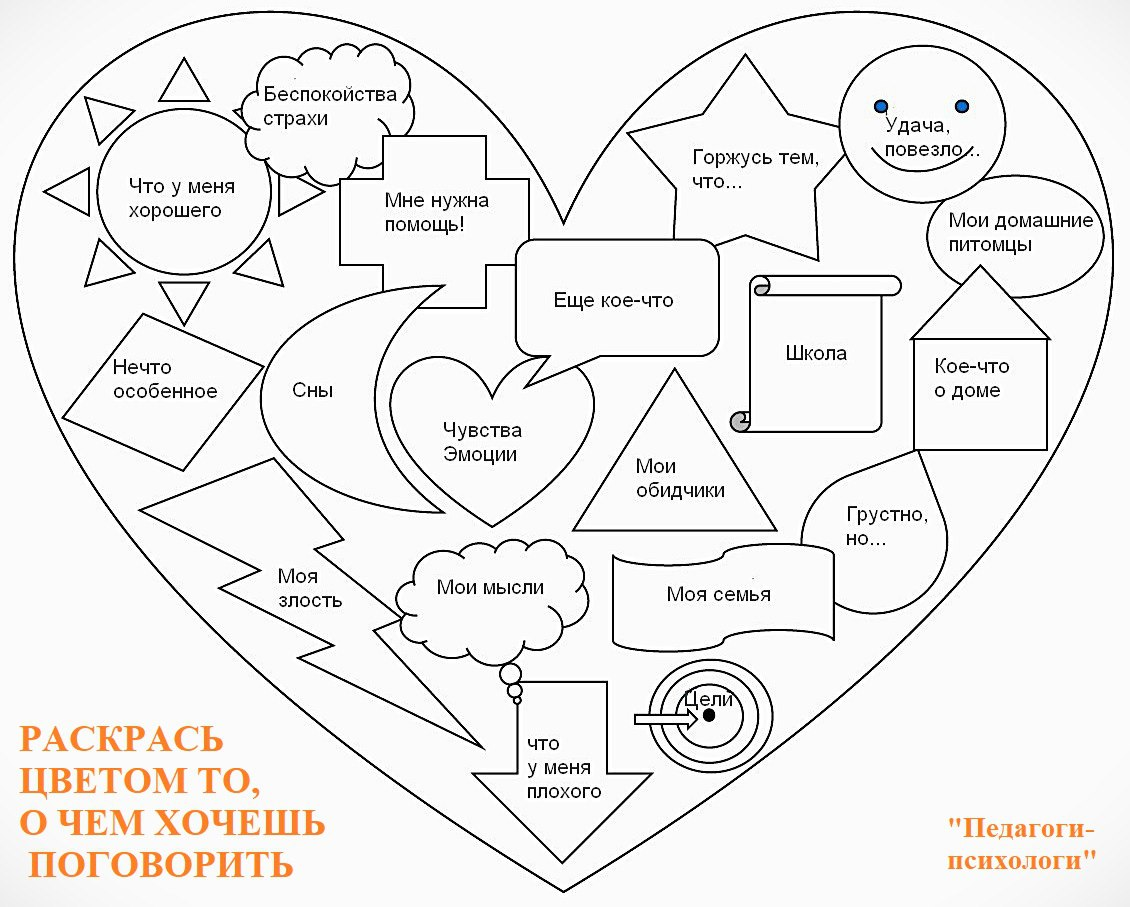 Беспокойства
страхи
Что у меня
хорошего
Мне нужна
помощь!
Горжусь тем,
что...
Удача,
повезло...
Мои домашние
питомцы
Еще кое-что
Школа
Кое-что
о доме
Нечто
особенное
Сны
Чувства
Эмоции
Мои
обидчики
Грустно,
но...
Моя
злость
Мои мысли
Моя семья
Цели
что
у меня
плохого
РАСКРАСЬ
ЦВЕТОМ ТО,
О ЧЕМ ХОЧЕШЬ
ПОГОВОРИТЬ
"Педагоги-
психологи"